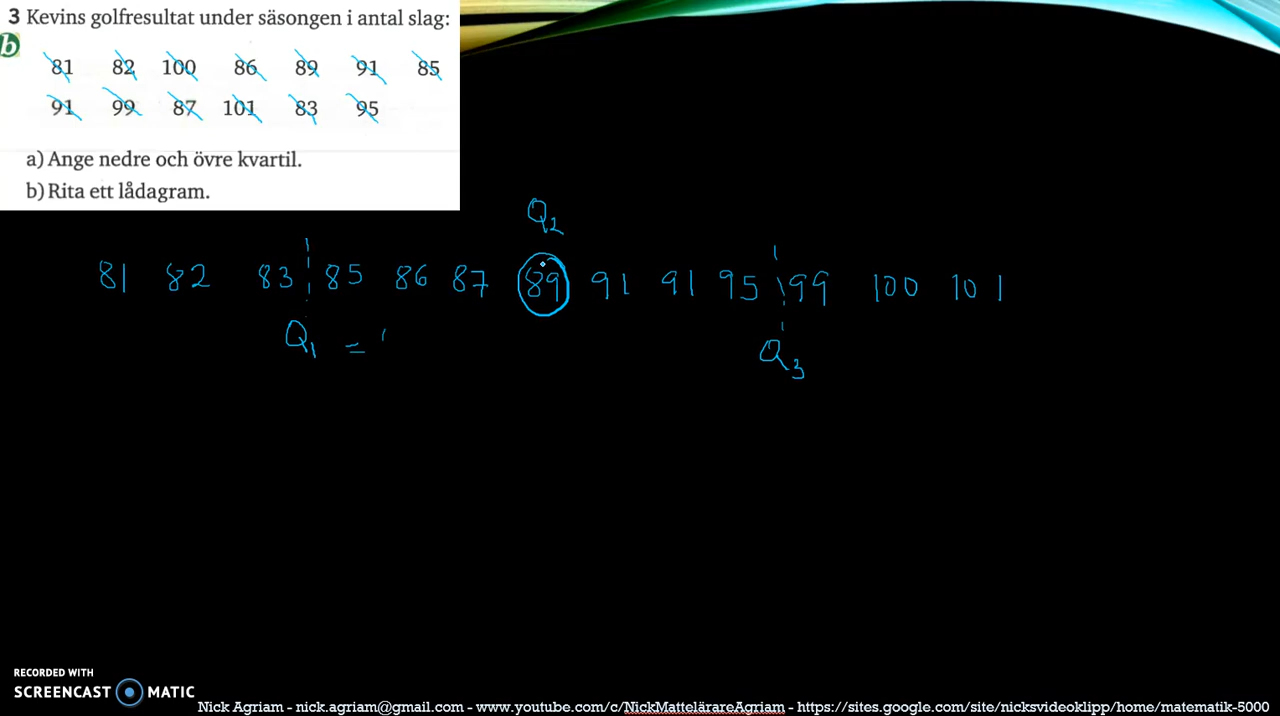 3 Kevins golfresultat under säsongen i antal slag:
b
81 82 100 86 89 91 85
91 99 87 101 83 95
a) Ange nedre och övre kvartil.
b) Rita ett lådagram.
Q2
81 82 83 85 86 87 89 91 91 95 99 100 101
Q1 =
Q3
RECORDED WITH
SCREENCAST MATIC
Nick Agriam - nick.agriam@gmail.com - www.youtube.com/c/NickMattelärareAgriam - https://sites.google.com/site/nicksvideoklipp/home/matematik-5000